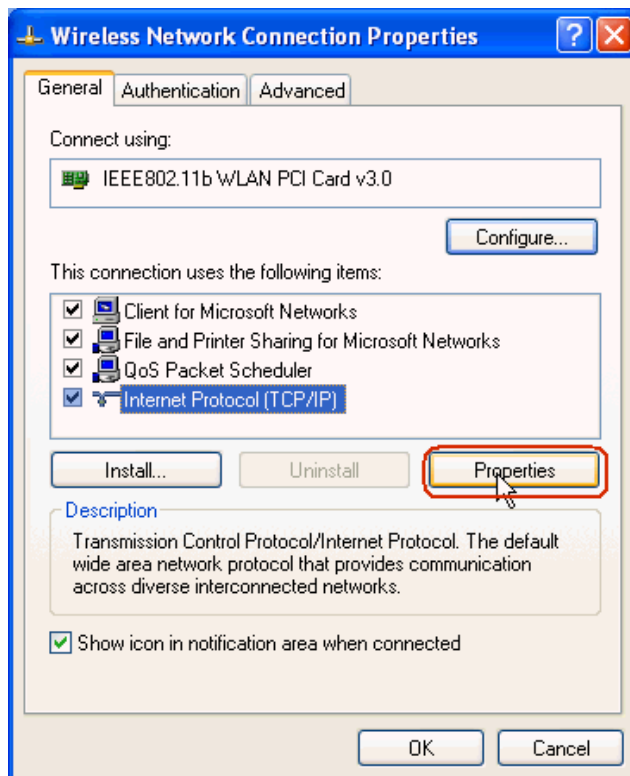 Wireless Network Connection Properties
General Authentication Advanced
Connect using:
IEEE802.11b WLAN PCI Card v3.0
Configure...
This connection uses the following items:
Client for Microsoft Networks
File and Printer Sharing for Microsoft Networks
QoS Packet Scheduler
Internet Protocol (TCP/IP)
Install... Uninstall Properties
Description
Transmission Control Protocol/Internet Protocol. The default
wide area network protocol that provides communication
across diverse interconnected networks.
Show icon in notification area when connected
OK Cancel